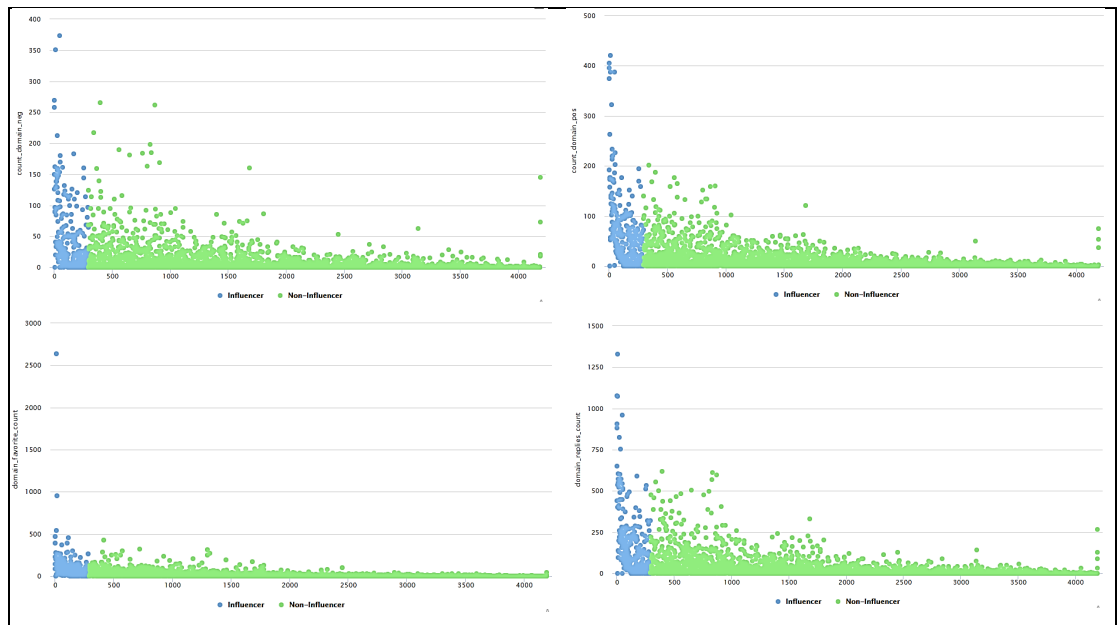 400
350
300
250
200
150
100
50
0
count_domain_neg
0 500 1000 1500 2000 2500 3000 3500 4000
Influencer Non-Influencer
500
400
300
200
100
0
count_domain_pos
0 500 1000 1500 2000 2500 3000 3500 4000
Influencer Non-Influencer
3000
2500
2000
1500
1000
500
0
domain_favorite_count
0 500 1000 1500 2000 2500 3000 3500 4000
Influencer Non-Influencer
1500
1250
1000
750
500
250
0
domain_replies_count
0 500 1000 1500 2000 2500 3000 3500 4000
Influencer Non-Influencer